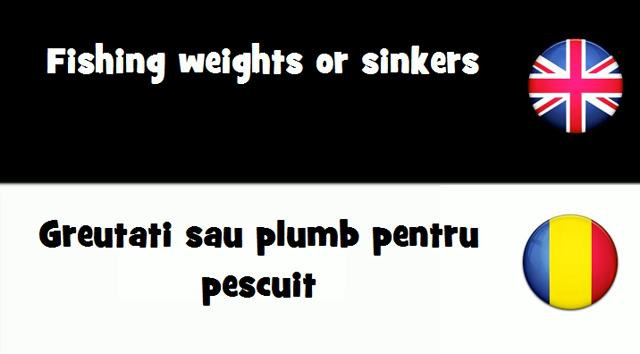 Fishing weights or sinkers
Greutati sau plumb pentru
pescuit